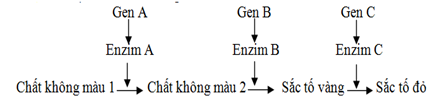 Gen A Gen B Gen C
Enzim A Enzim B Enzim C
Chất không màu 1 Chất không màu 2 Sắc tố vàng Sắc tố đỏ